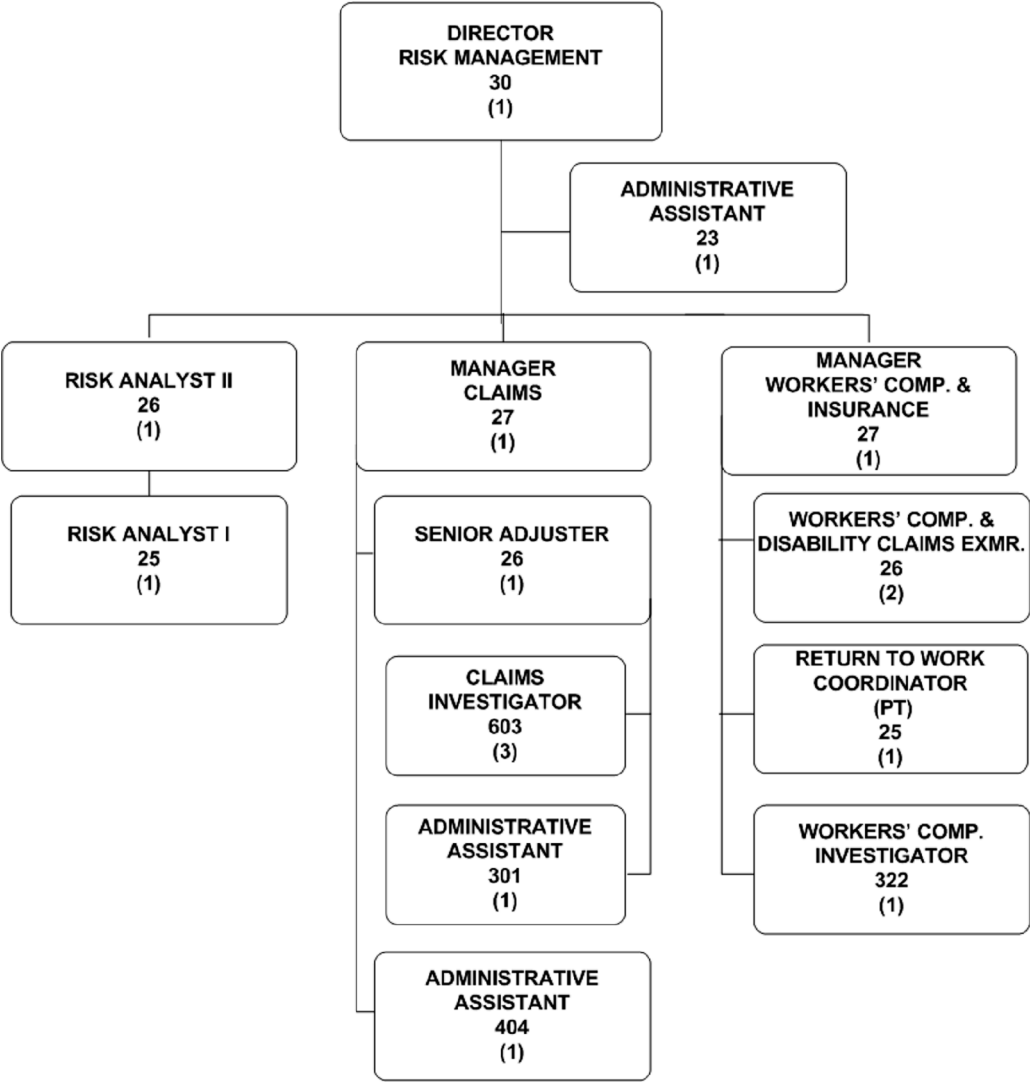 DIRECTOR
RISK MANAGEMENT
30
(1)
ADMINISTRATIVE
ASSISTANT
23
(1)
RISK ANALYST II
26
(1)
RISK ANALYST I
25
(1)
MANAGER
CLAIMS
27
(1)
SENIOR ADJUSTER
26
(1)
CLAIMS
INVESTIGATOR
603
(3)
ADMINISTRATIVE
ASSISTANT
301
(1)
ADMINISTRATIVE
ASSISTANT
404
(1)
MANAGER
WORKERS’ COMP. &
INSURANCE
27
(1)
WORKERS’ COMP. &
DISABILITY CLAIMS EXMR.
26
(2)
RETURN TO WORK
COORDINATOR
(PT)
25
(1)
WORKERS’ COMP.
INVESTIGATOR
322
(1)